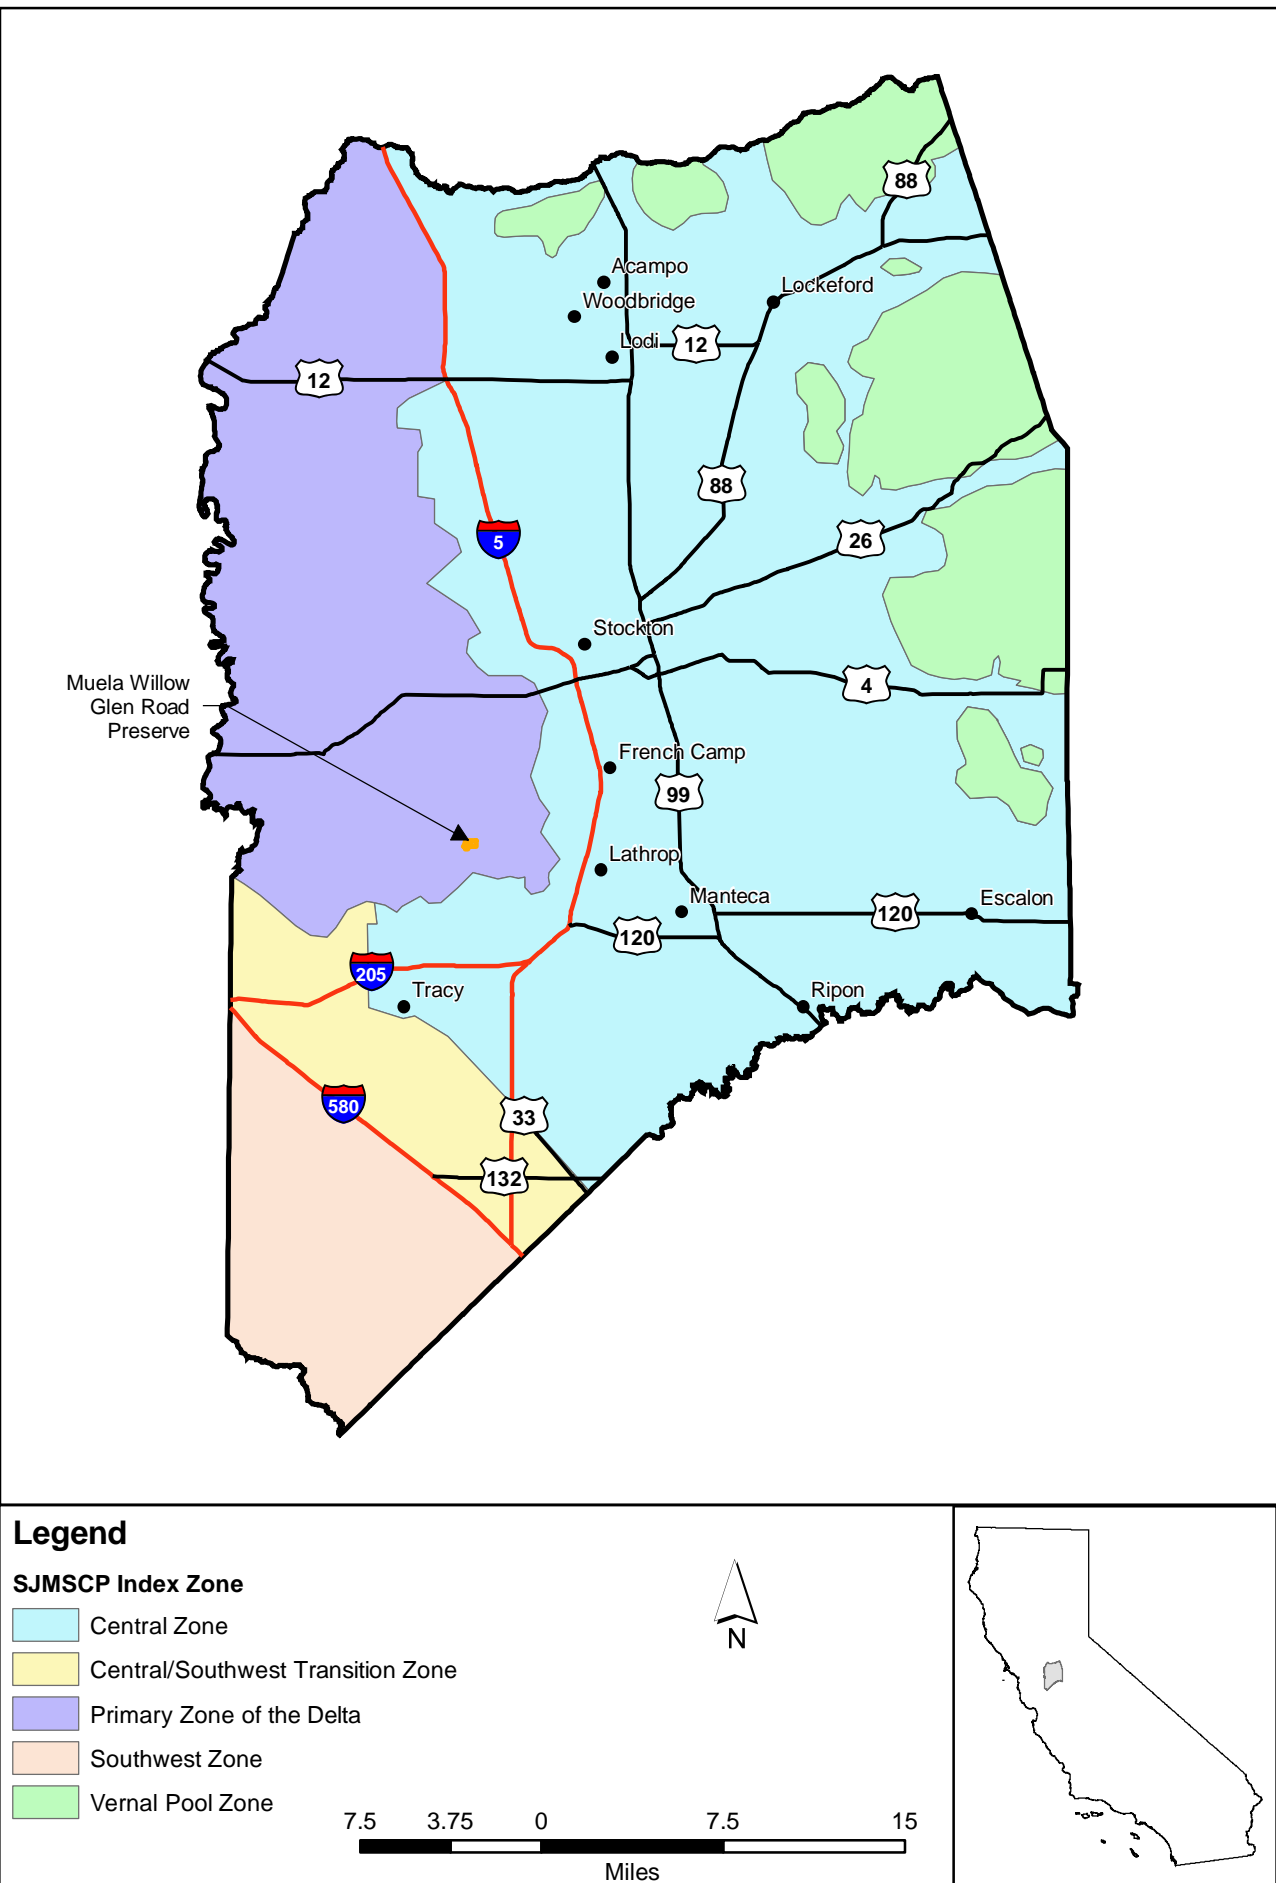 88
Acampo
Lockeford
Woodbridge
Lodi
12
12
88
5
26
Stockton
Muela Willow
Glen Road
Preserve
4
French Camp
99
Lathrop
Manteca
Escalon
120
120
205
Tracy
Ripon
580
33
132
Legend
SJMSCP Index Zone
Central Zone
Central/Southwest Transition Zone
Primary Zone of the Delta
Southwest Zone
Vernal Pool Zone
N
7.5 3.75 0 7.5 15
Miles